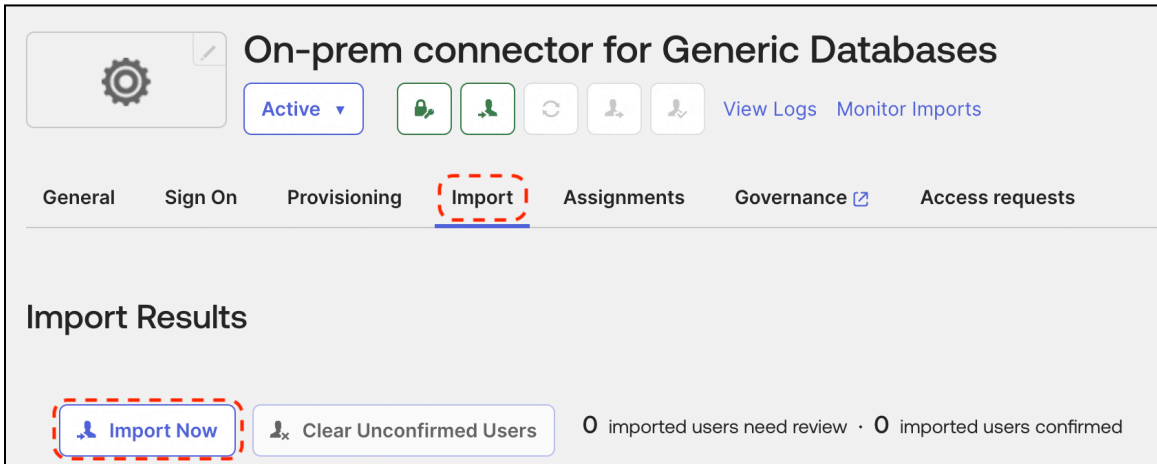 On-prem connector for Generic Databases
Active ▼ View Logs Monitor Imports
General Sign On Provisioning Import Assignments Governance Access requests
Import Results
Import Now Clear Unconfirmed Users 0 imported users need review · 0 imported users confirmed